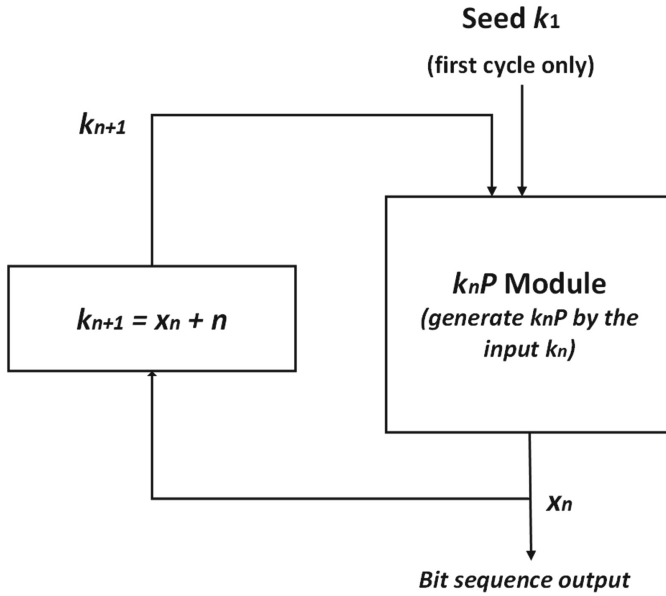 Seed k1
(first cycle only)
kn+1
knP Module
(generate knP by the
input kn)
kn+1 = xn + n
xn
Bit sequence output